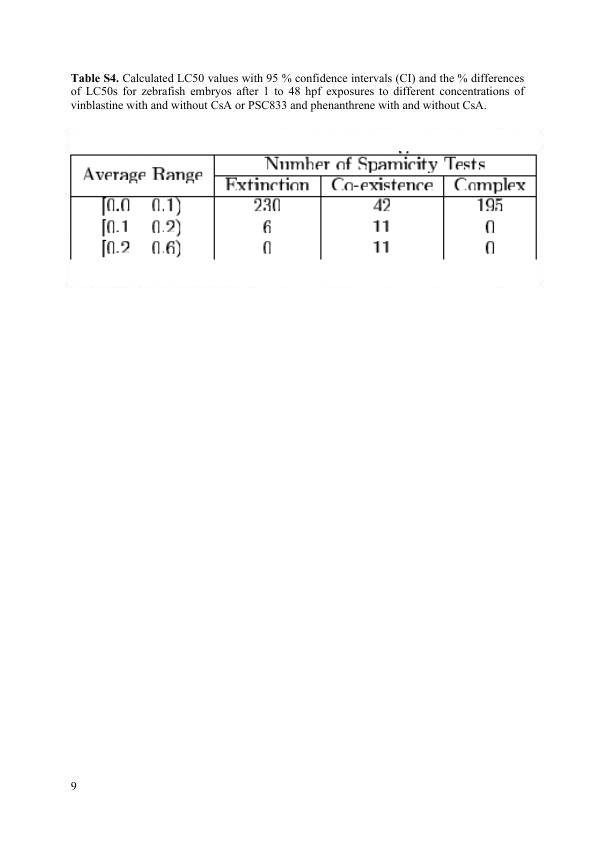 Table S4. Calculated LC50 values with 95 % confidence intervals (CI) and the % differences
of LC50s for zebrafish embryos after 1 to 48 hpf exposures to different concentrations of
vinblastine with and without CsA or PSC833 and phenanthrene with and without CsA.
Average Range Number of Spamicity Tests
Extinction Co-existence Complex
[0.0 0.1) 230 42 195
[0.1 0.2) 6 11 0
[0.2 0.6) 0 11 0
9